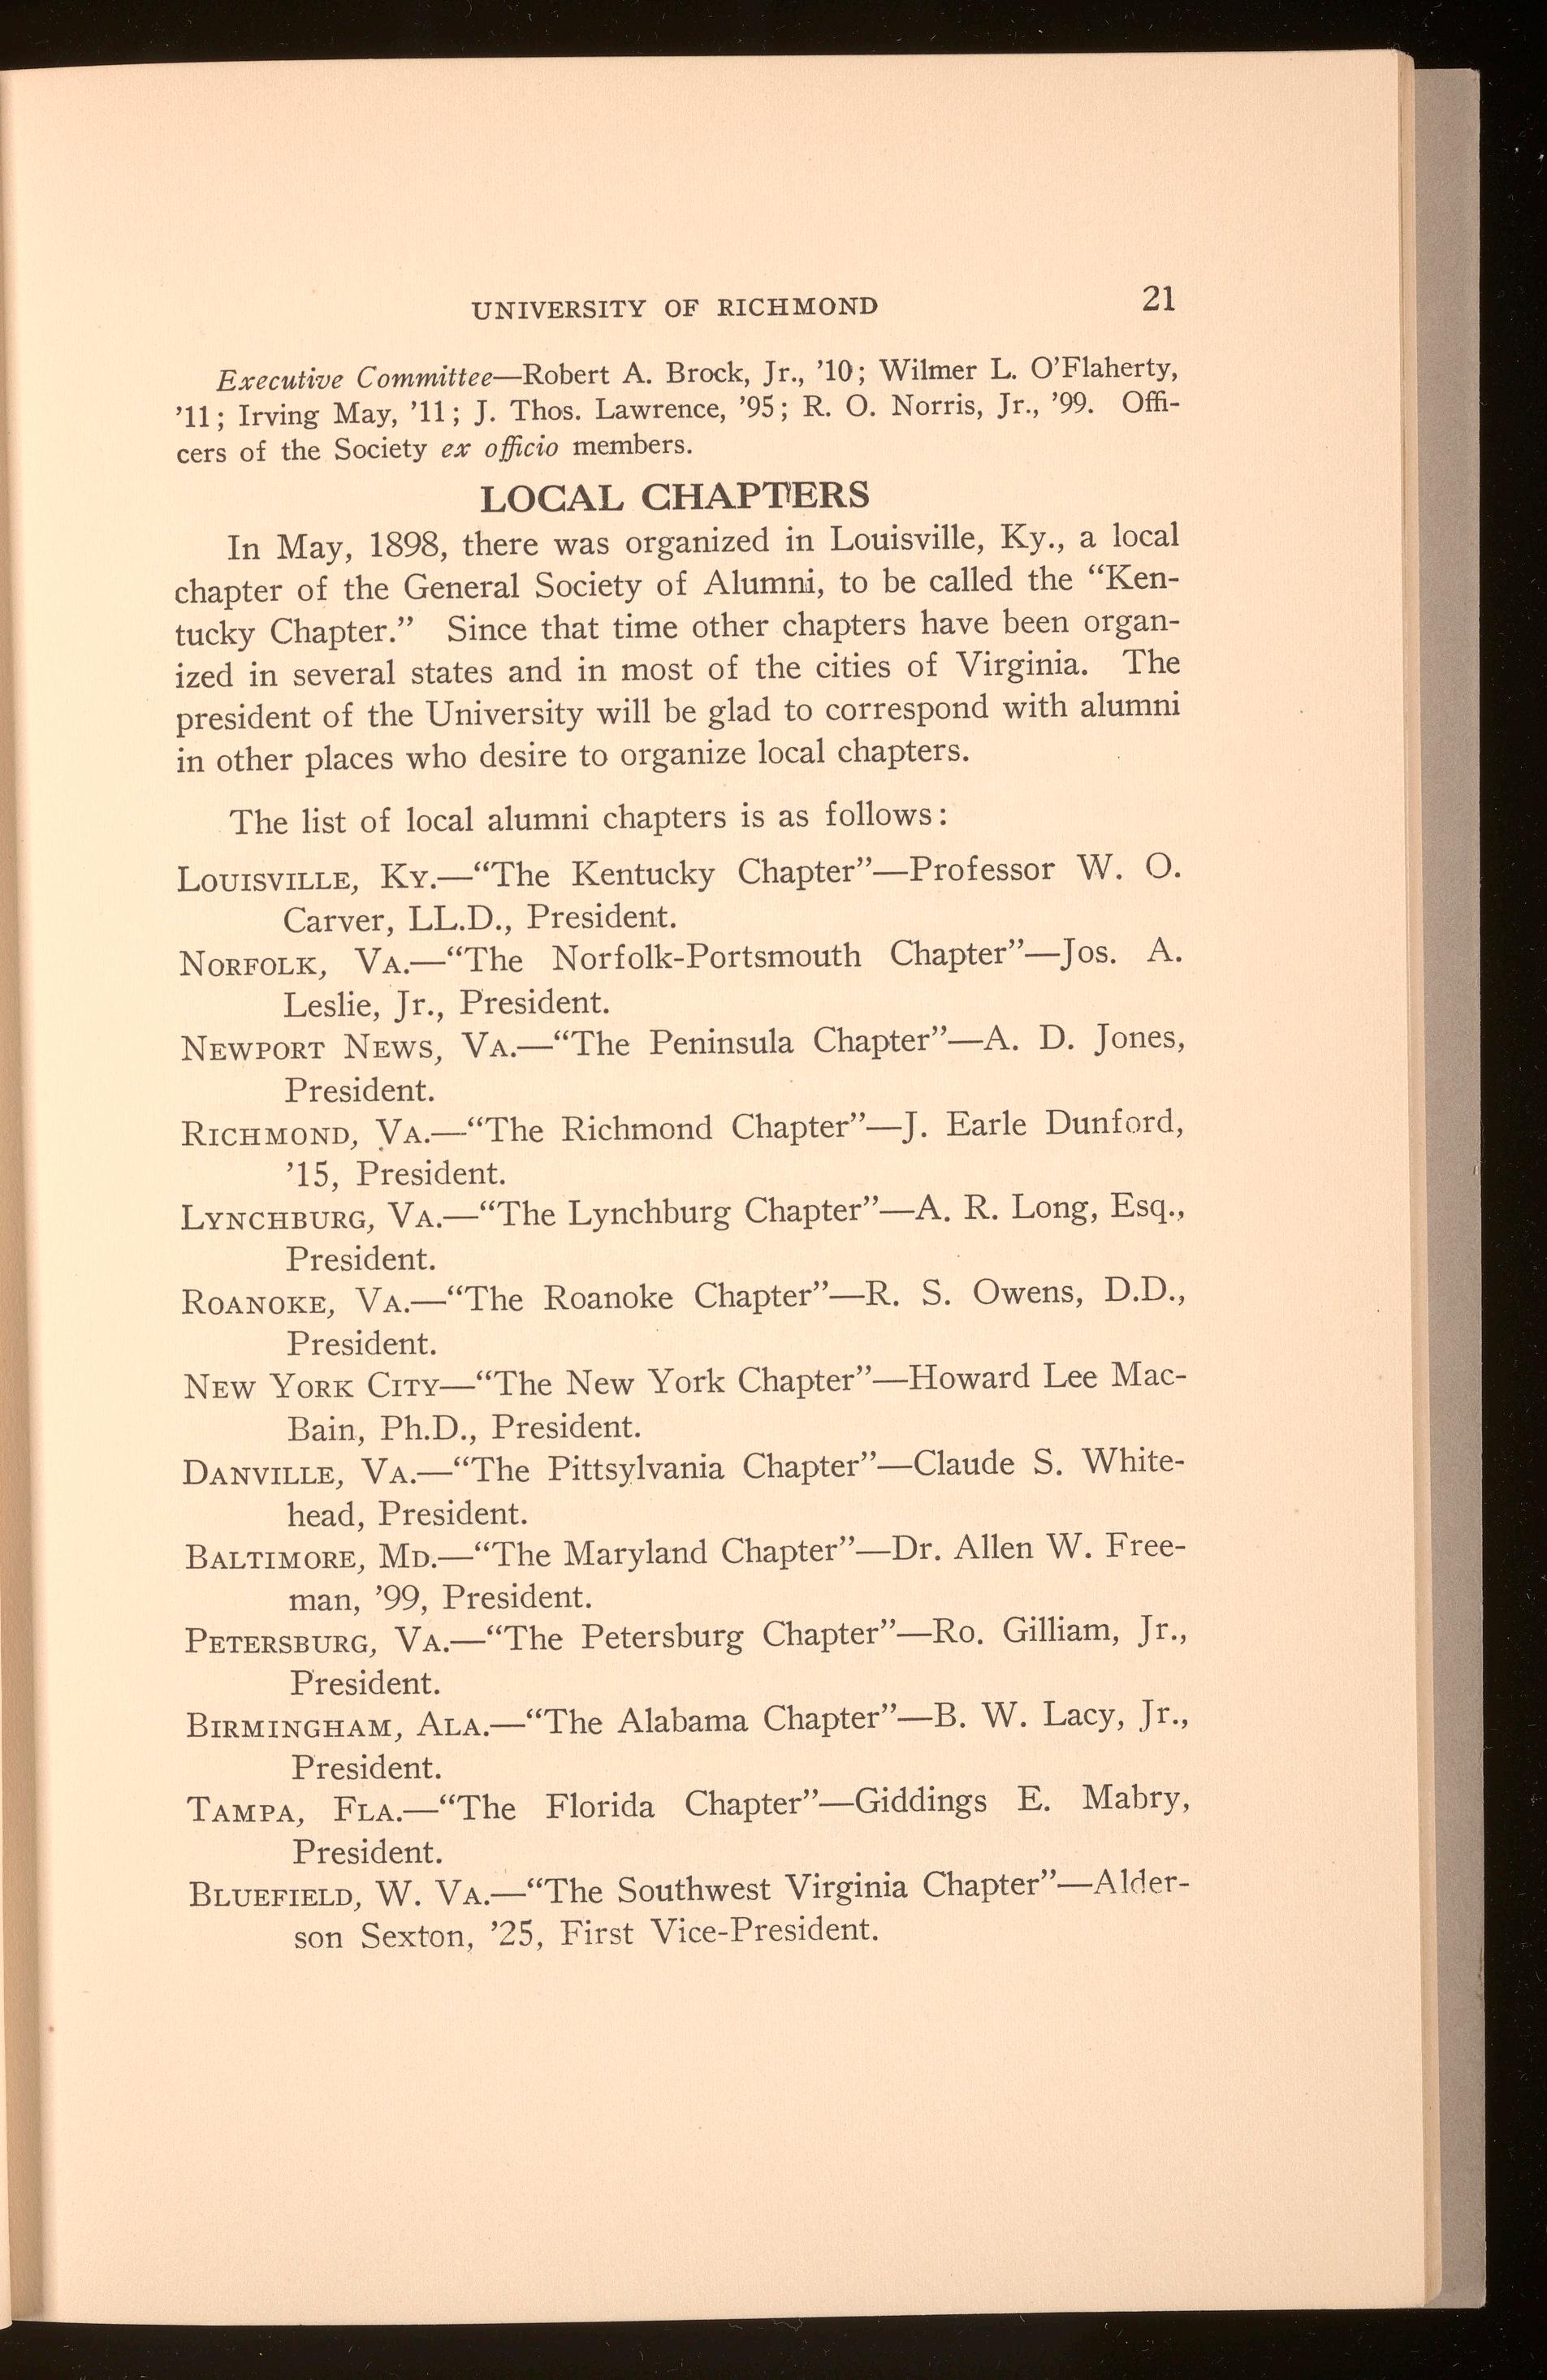 UNIVERSITY OF RICHMOND 21
Executive Committee—Robert A. Brock, Jr., ’10; Wilmer L. O’Flaherty,
’11; Irving May, ’11; J. Thos. Lawrence, ’95; R. O. Norris, Jr., ’99. Offi-
cers of the Society ex officio members.
LOCAL CHAPTERS
In May, 1898, there was organized in Louisville, Ky., a local
chapter of the General Society of Alumni, to be called the “Ken-
tucky Chapter.” Since that time other chapters have been organ-
ized in several states and in most of the cities of Virginia. The
president of the University will be glad to correspond with alumni
in other places who desire to organize local chapters.
The list of local alumni chapters is as follows:
LOUISVILLE, KY.—“The Kentucky Chapter”—Professor W. O.
Carver, LL.D., President.
NORFOLK, VA.—“The Norfolk-Portsmouth Chapter”—Jos. A.
Leslie, Jr., President.
NEWPORT NEWS, VA.—“The Peninsula Chapter”—A. D. Jones,
President.
RICHMOND, VA.—“The Richmond Chapter”—J. Earle Dunford,
’15, President.
LYNCHBURG, VA.—“The Lynchburg Chapter”—A. R. Long, Esq.,
President.
ROANOKE, VA.—“The Roanoke Chapter”—R. S. Owens, D.D.,
President.
NEW YORK CITY—“The New York Chapter”—Howard Lee Mac-
Bain, Ph.D., President.
DANVILLE, VA.—“The Pittsylvania Chapter”—Claude S. White-
head, President.
BALTIMORE, MD.—“The Maryland Chapter”—Dr. Allen W. Free-
man, ’99, President.
PETERSBURG, VA.—“The Petersburg Chapter”—Ro. Gilliam, Jr.,
President.
BIRMINGHAM, ALA.—“The Alabama Chapter”—B. W. Lacy, Jr.,
President.
TAMPA, FLA.—“The Florida Chapter”—Giddings E. Mabry,
President.
BLUEFIELD, W. VA.—“The Southwest Virginia Chapter”—Alder-
son Sexton, ’25, First Vice-President.